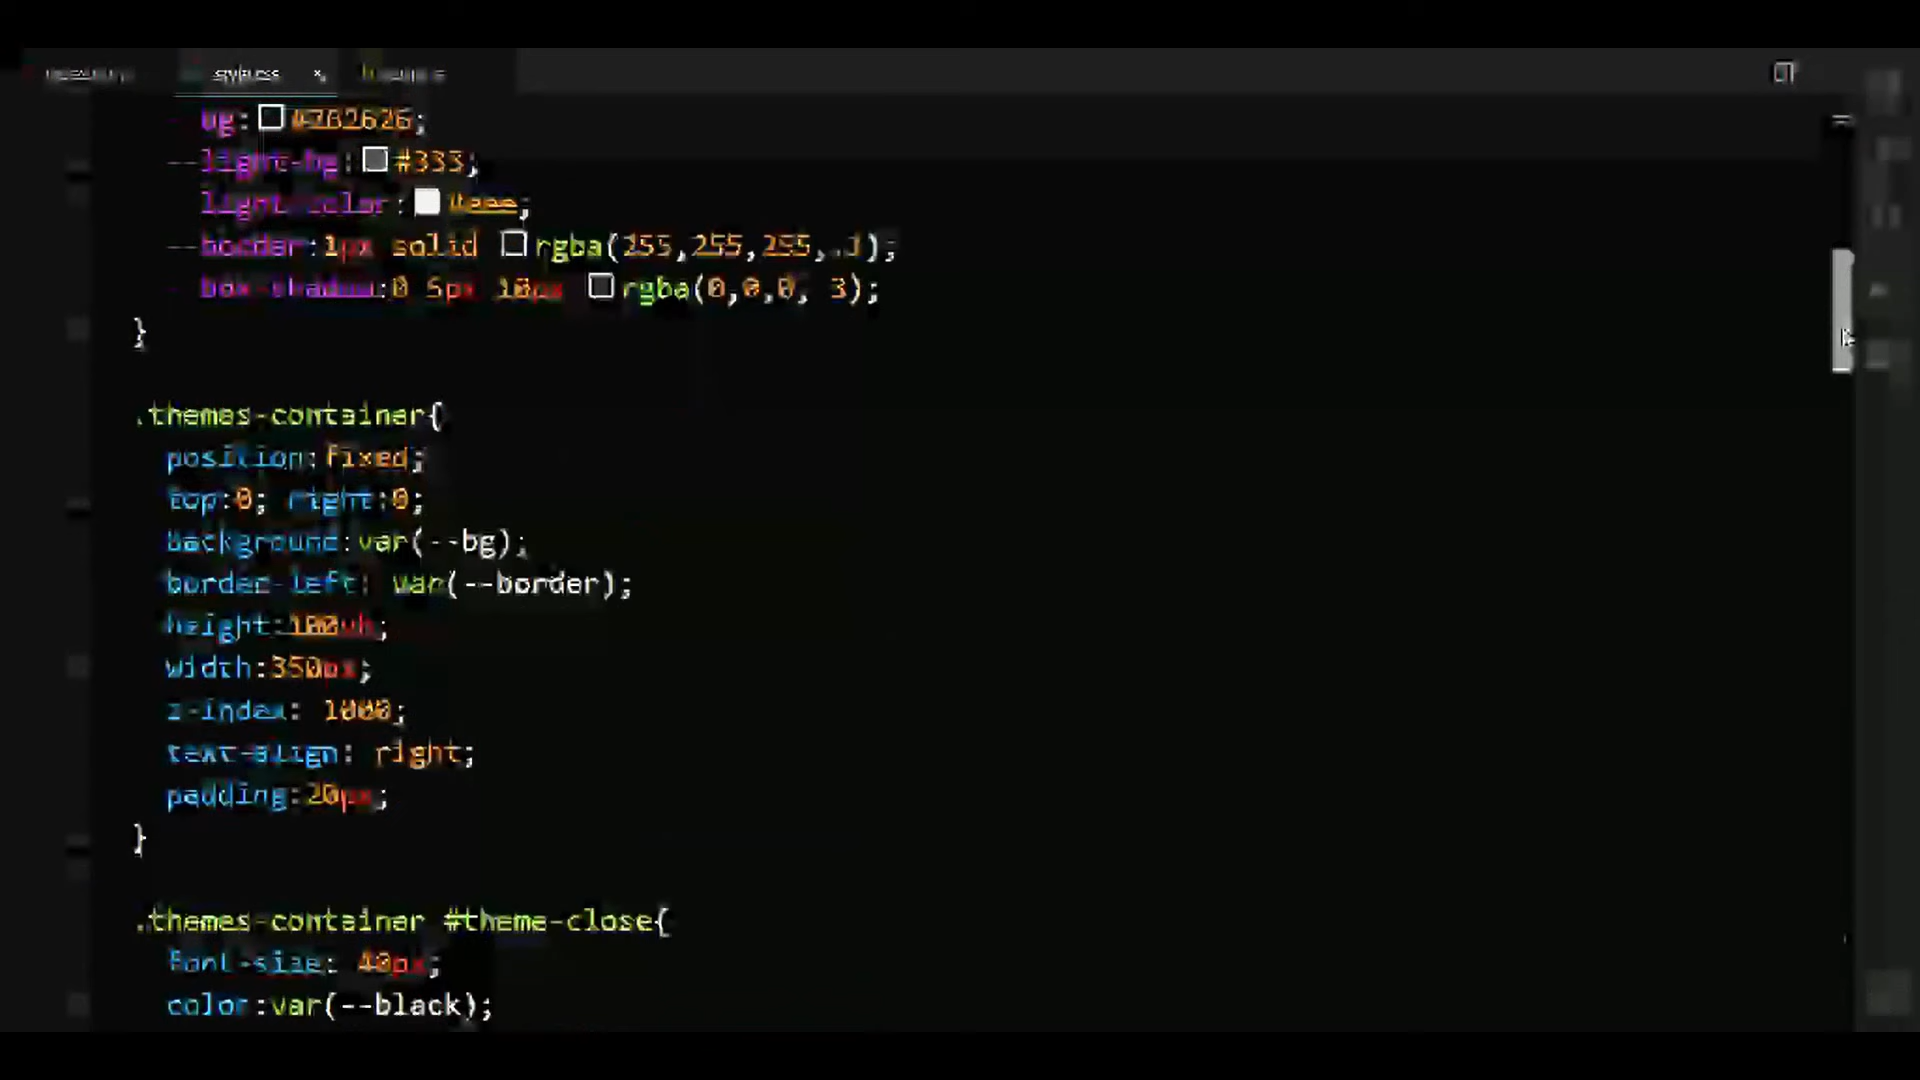 bg: #262626;
--light-bg: #333;
light-color:
--border:1px solid rgba(255,255,255,.3);
box-shadow:0 5px 10px rgba(0,0,0, 3);
}
.themes-container{
position:fixed;
top:0; right:0;
background:var(--bg);
border-left: var(--border);
height:100vh;
width:350px;
z-index: 1000;
text-align: right;
padding:20px;
}
.themes-container #theme-close{
font-size: 40px;
color:var(--black);